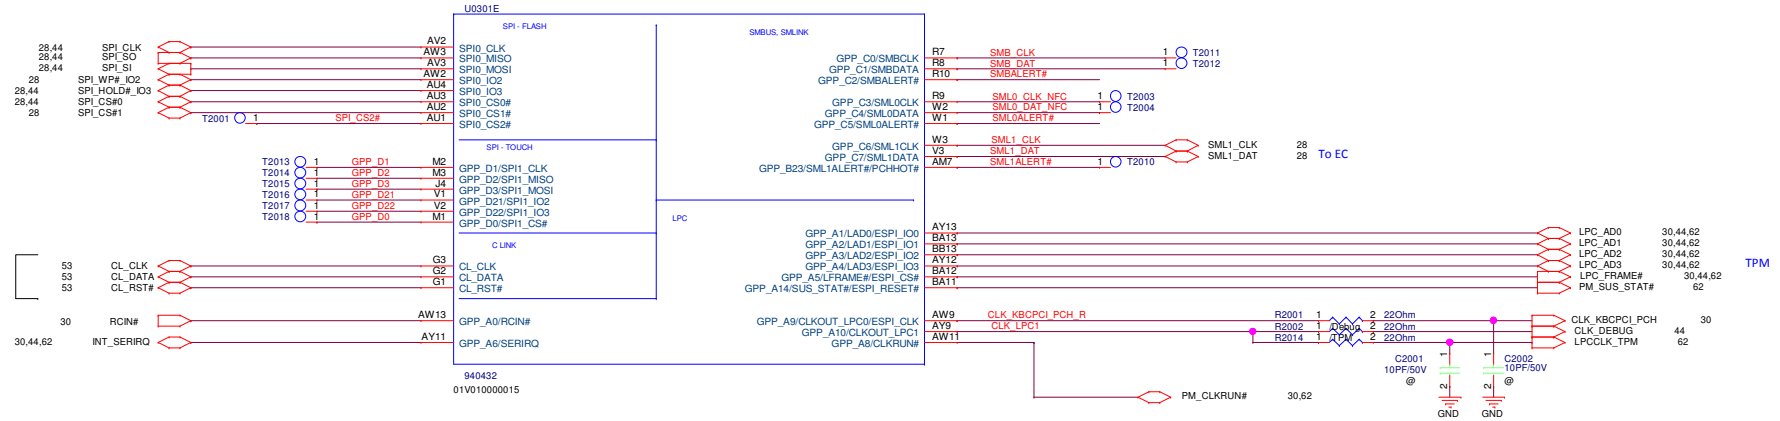 U0301E
SPI - FLASH
SMBUS, SMLINK
28,44 SPI_CLK AV2 SPI0_CLK
28,44 SPI_SO AW3 SPI0_MISO
28,44 SPI_SI AV3 SPI0_MOSI
28 SPI_WP#_IO2 AW2 SPI0_IO2
28,44 SPI_HOLD#_IO3 AU4 SPI0_IO3
28,44 SPI_CS#0 AU3 SPI0_CS0#
28 SPI_CS#1 AU2 SPI0_CS1#
T2001 1 SPI_CS2# AU1 SPI0_CS2#
GPP_C0/SMBCLK R7 SMB_CLK 1 T2011
GPP_C1/SMBDATA R8 SMB_DAT 1 T2012
GPP_C2/SMBALERT# R10 SMBALERT#
GPP_C3/SML0CLK R9 SML0_CLK_NFC 1 T2003
GPP_C4/SML0DATA W2 SML0_DAT_NFC 1 T2004
GPP_C5/SML0ALERT# W1 SML0ALERT#
GPP_C6/SML1CLK W3 SML1_CLK SML1_CLK 28
GPP_C7/SML1DATA V3 SML1_DAT SML1_DAT 28
To EC
GPP_B23/SML1ALERT#/PCHHOT# AM7 SML1ALERT# 1 T2010
SPI - TOUCH
T2013 1 GPP_D1 M2 GPP_D1/SPI1_CLK
T2014 1 GPP_D2 M3 GPP_D2/SPI1_MISO
T2015 1 GPP_D3 J4 GPP_D3/SPI1_MOSI
T2016 1 GPP_D21 V1 GPP_D21/SPI1_IO2
T2017 1 GPP_D22 V2 GPP_D22/SPI1_IO3
T2018 1 GPP_D0 M1 GPP_D0/SPI1_CS#
LPC
GPP_A1/LAD0/ESPI_IO0 AY13 LPC_AD0 30,44,62
GPP_A2/LAD1/ESPI_IO1 BA13 LPC_AD1 30,44,62
GPP_A3/LAD2/ESPI_IO2 BB13 LPC_AD2 30,44,62
GPP_A4/LAD3/ESPI_IO3 AY12 LPC_AD3 30,44,62
TPM
GPP_A5/LFRAME#/ESPI_CS# BA12 LPC_FRAME# 30,44,62
GPP_A14/SUS_STAT#/ESPI_RESET# BA11 PM_SUS_STAT# 62
C LINK
53 CL_CLK G3 CL_CLK
53 CL_DATA G2 CL_DATA
53 CL_RST# G1 CL_RST#
30 RCIN# AW13 GPP_A0/RCIN#
30,44,62 INT_SERIRQ AY11 GPP_A6/SERIRQ
GPP_A9/CLKOUT_LPC0/ESPI_CLK AW9 CLK_KBCPCI_PCH_R R2001 1 2 22Ohm CLK_KBCPCI_PCH 30
GPP_A10/CLKOUT_LPC1 AY9 CLK_LPC1 R2002 1 /Debug 2 22Ohm CLK_DEBUG 44
GPP_A8/CLKRUN# AW11 R2014 1 /TPM 2 22Ohm LPCCLK_TPM 62
C2001 1 1 C2002
10PF/50V 10PF/50V
@ 2 2 @
GND GND
940432
01V010000015
PM_CLKRUN# 30,62